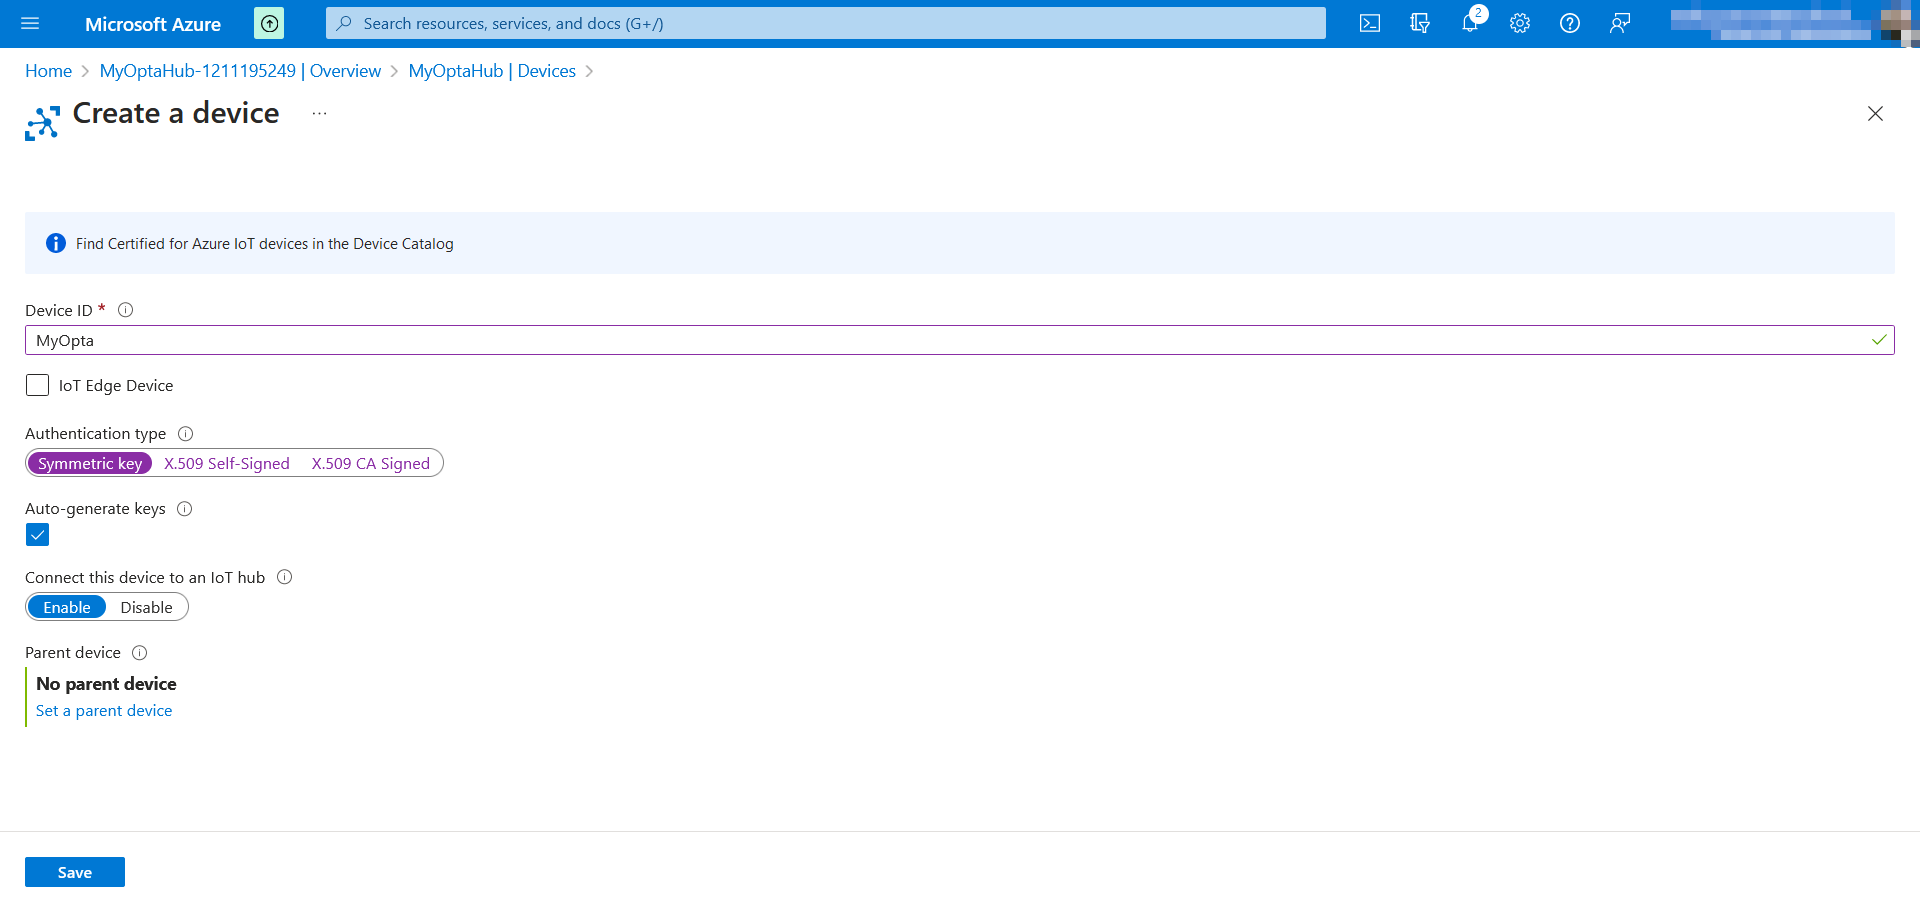 Microsoft Azure
Search resources, services, and docs (G+/)
2
Home > MyOptaHub-1211195249 | Overview > MyOptaHub | Devices >
Create a device ...
Find Certified for Azure IoT devices in the Device Catalog
Device ID *
MyOpta
IoT Edge Device
Authentication type
Symmetric key X.509 Self-Signed X.509 CA Signed
Auto-generate keys
Connect this device to an IoT hub
Enable Disable
Parent device
No parent device
Set a parent device
Save